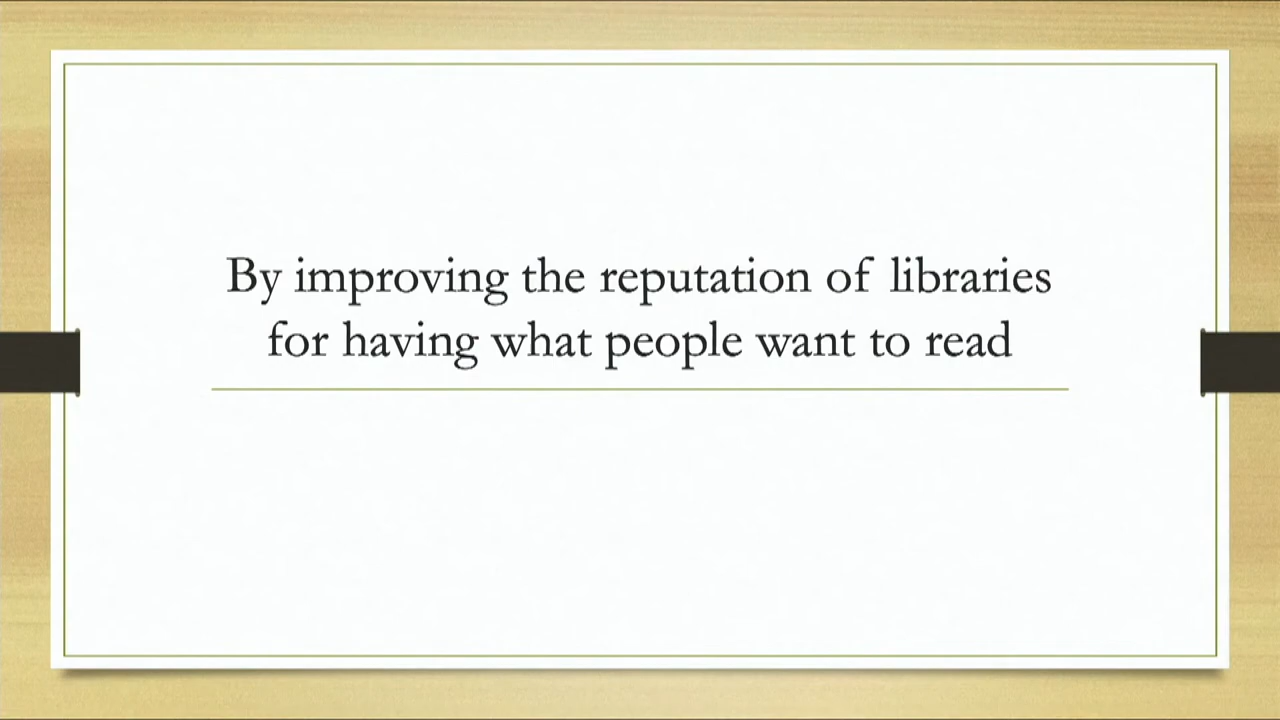 By improving the reputation of libraries
for having what people want to read